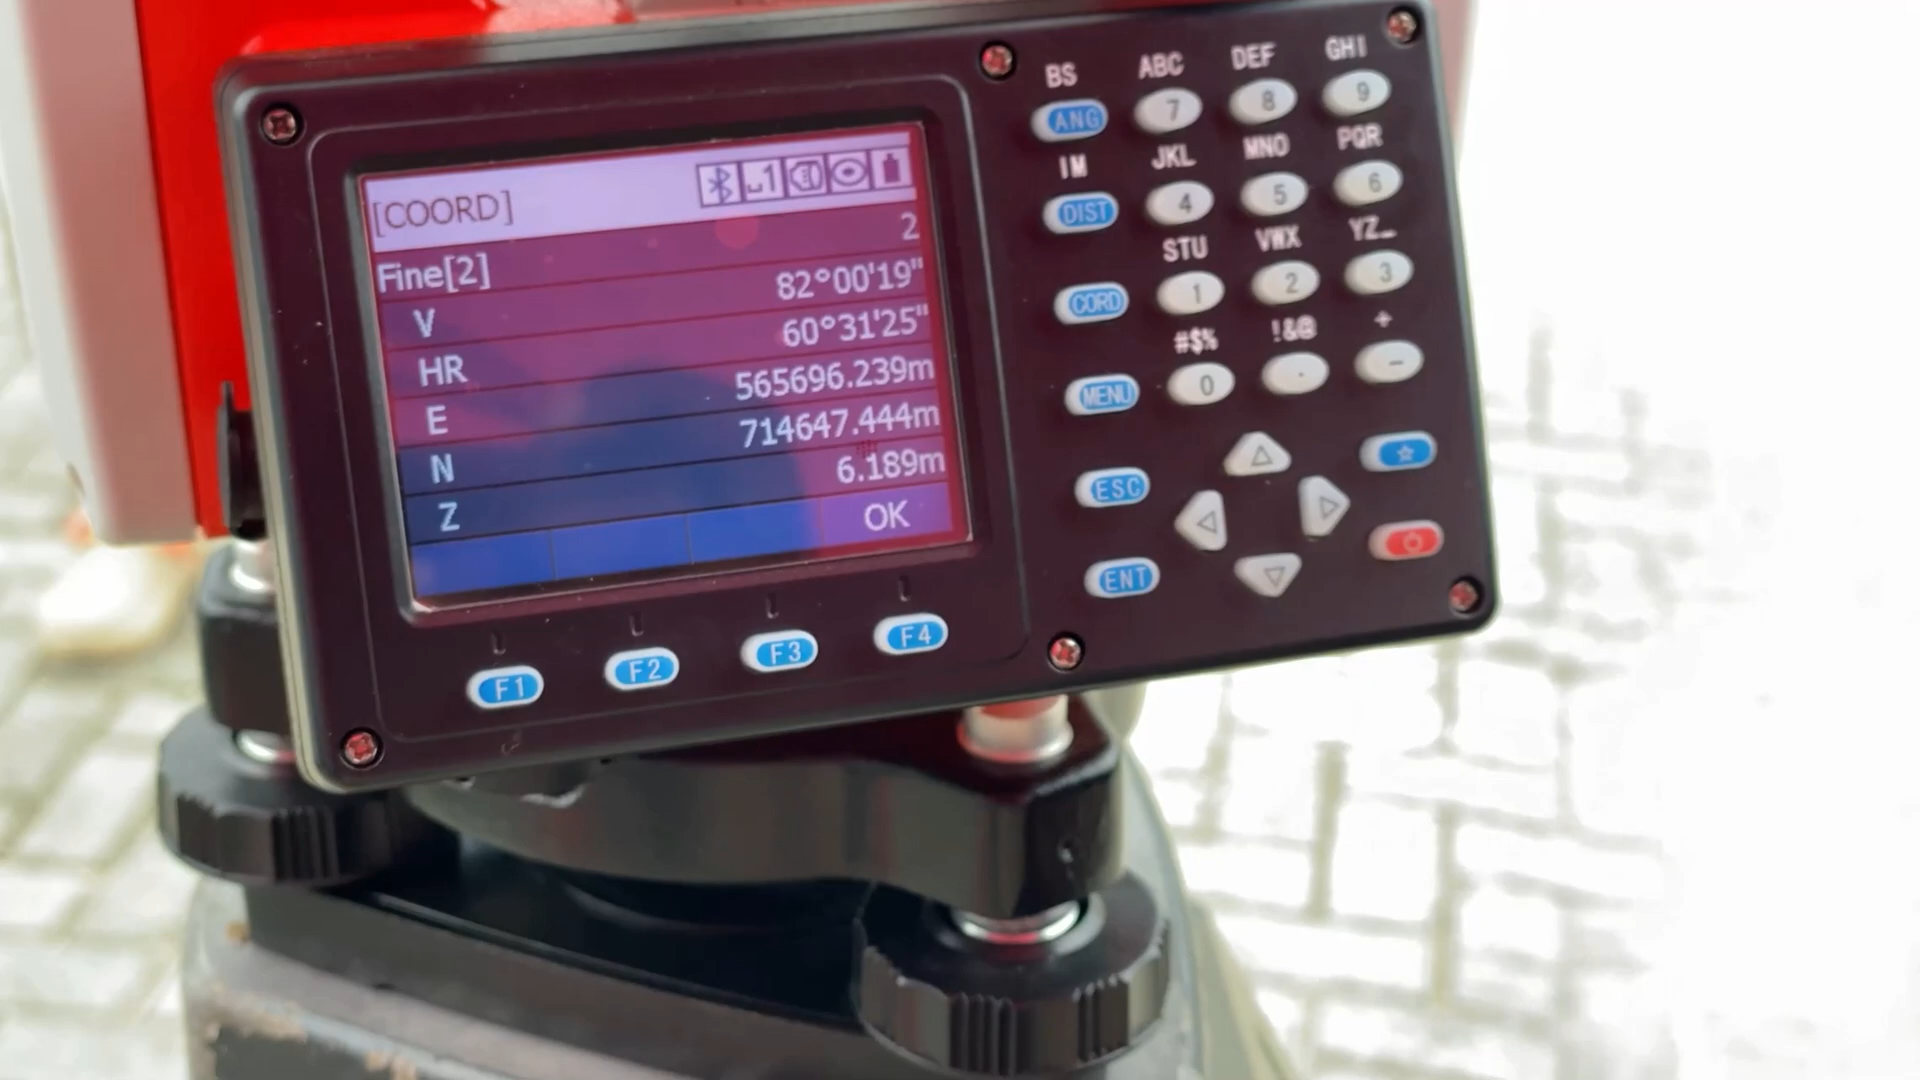 [COORD] ⌴1
Fine[2] 2
V 82°00'19"
HR 60°31'25"
E 565696.239m
N 714647.444m
Z 6.189m
OK
F1 F2 F3 F4
BS ABC DEF GHI
ANG 7 8 9
IM JKL MNO PQR
DIST 4 5 6
STU VWX YZ_
CORD 1 2 3
#$% !&@ +
MENU 0 . -
ESC
ENT